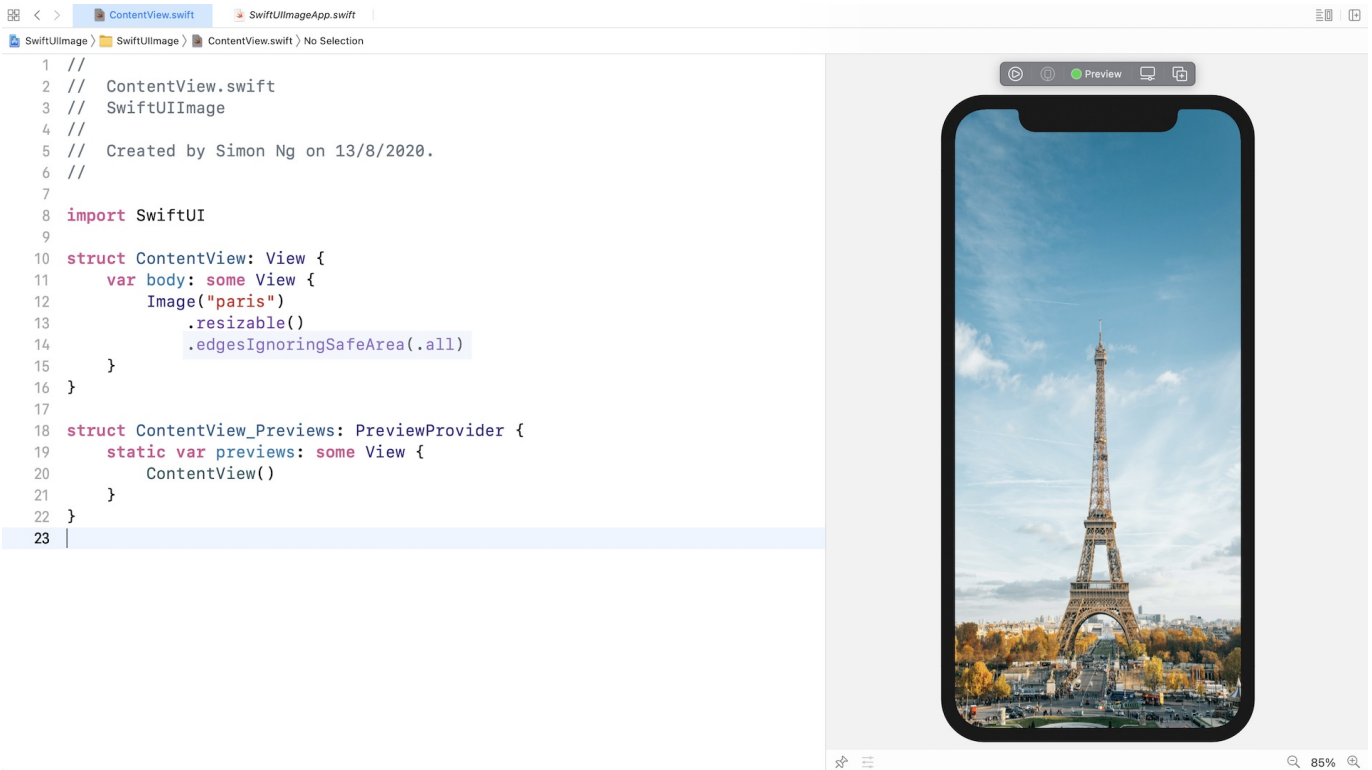 ContentView.swift
SwiftUIImageApp.swift
SwiftUIImage 〉 SwiftUIImage 〉 ContentView.swift 〉 No Selection
1 //
2 //  ContentView.swift
3 //  SwiftUIImage
4 //
5 //  Created by Simon Ng on 13/8/2020.
6 //
7
8 import SwiftUI
9
10 struct ContentView: View {
11     var body: some View {
12         Image("paris")
13             .resizable()
14             .edgesIgnoringSafeArea(.all)
15     }
16 }
17
18 struct ContentView_Previews: PreviewProvider {
19     static var previews: some View {
20         ContentView()
21     }
22 }
23
Preview
85%